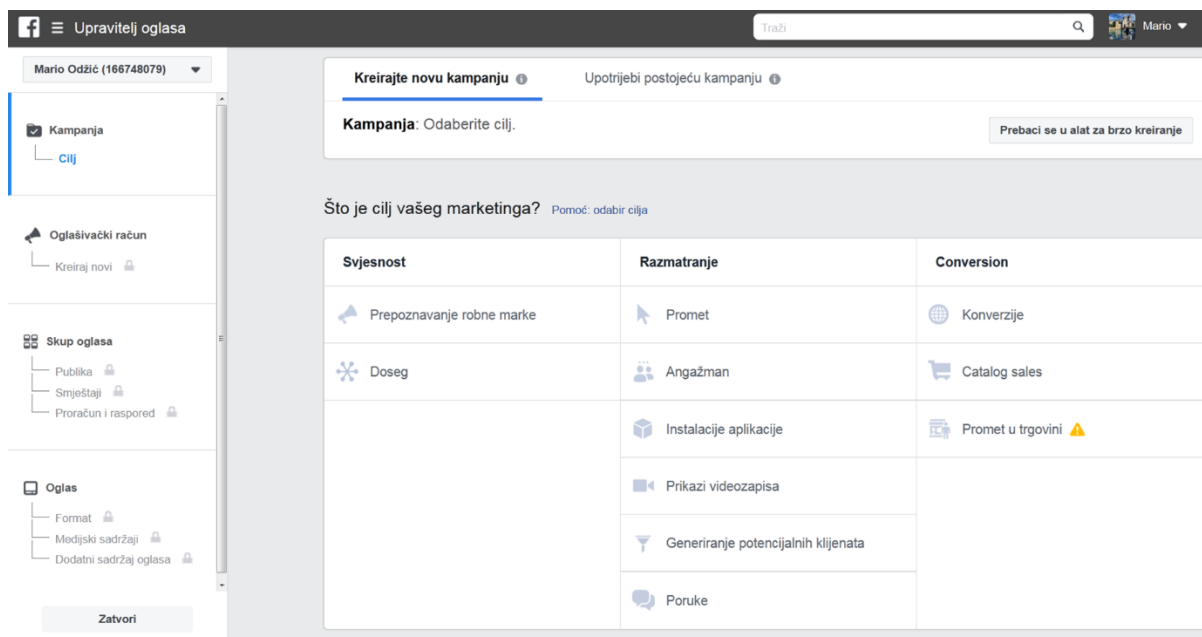 Upravitelj oglasa
Traži
Mario
Mario Odžić (166748079)
Kampanja
Cilj
Oglašivački račun
Kreiraj novi
Skup oglasa
Publika
Smještaji
Proračun i raspored
Oglas
Format
Medijski sadržaji
Dodatni sadržaj oglasa
Zatvori
Kreirajte novu kampanju
Upotrijebi postojeću kampanju
Kampanja: Odaberite cilj.
Prebaci se u alat za brzo kreiranje
Što je cilj vašeg marketinga? Pomoć: odabir cilja
Svjesnost
Prepoznavanje robne marke
Doseg
Razmatranje
Promet
Angažman
Instalacije aplikacije
Prikazi videozapisa
Generiranje potencijalnih klijenata
Poruke
Conversion
Konverzije
Catalog sales
Promet u trgovini